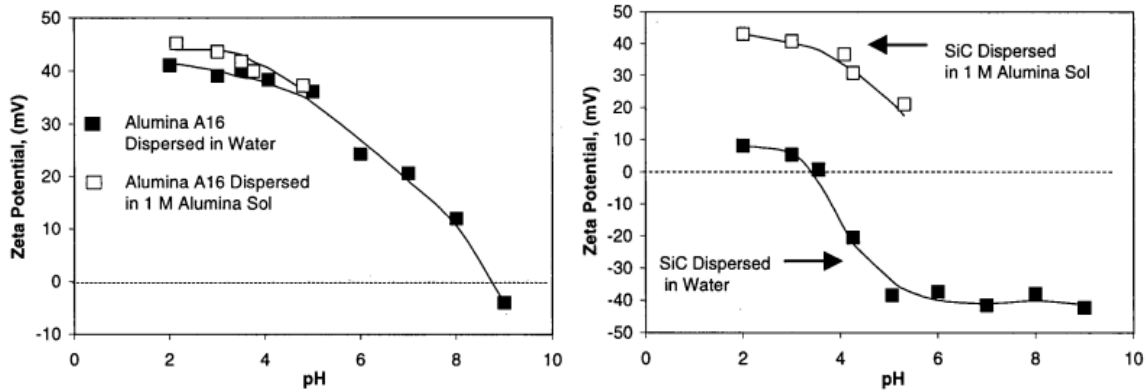 50
40
30
20
10
0
-10
Zeta Potential, (mV)
Alumina A16
Dispersed in Water
Alumina A16 Dispersed
in 1 M Alumina Sol
0 2 4 6 8 10
pH
50
40
30
20
10
0
-10
-20
-30
-40
-50
Zeta Potential, (mV)
SiC Dispersed
in 1 M Alumina Sol
SiC Dispersed
in Water
0 2 4 6 8 10
pH